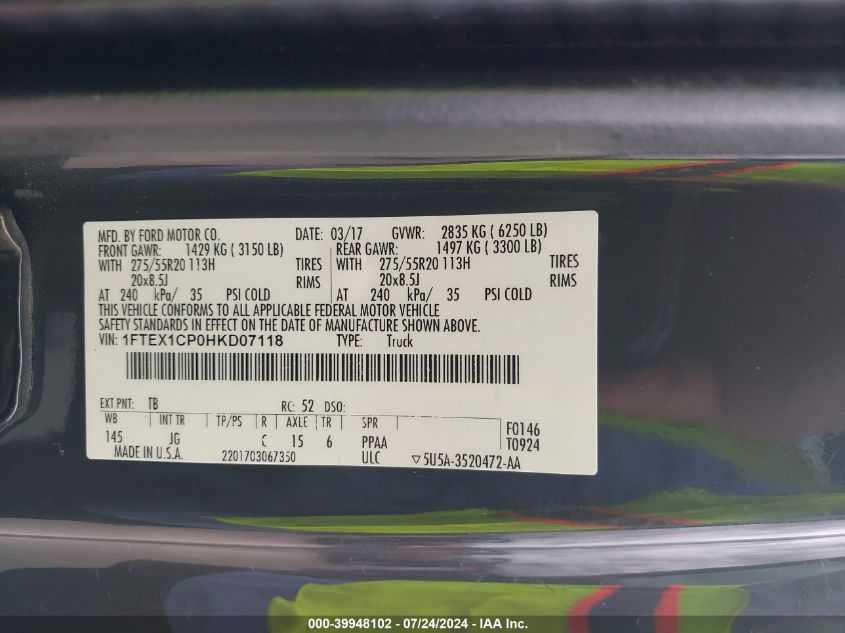 MFD. BY FORD MOTOR CO. DATE: 03/17 GVWR: 2835 KG ( 6250 LB)
FRONT GAWR: 1429 KG ( 3150 LB) REAR GAWR: 1497 KG ( 3300 LB)
WITH 275/55R20 113H TIRES WITH 275/55R20 113H TIRES
20x8.5J RIMS 20x8.5J RIMS
AT 240 kPa/ 35 PSI COLD AT 240 kPa/ 35 PSI COLD
THIS VEHICLE CONFORMS TO ALL APPLICABLE FEDERAL MOTOR VEHICLE
SAFETY STANDARDS IN EFFECT ON THE DATE OF MANUFACTURE SHOWN ABOVE.
VIN: 1FTEX1CP0HKD07118 TYPE: Truck
EXT PNT: TB RC: 52 DSO:
WB INT TR TP/PS R AXLE TR SPR F0146
145 JG C 15 6 PPAA T0924
MADE IN U.S.A. 2201703067350 ULC ▽5U5A-3520472-AA
000-39948102 - 07/24/2024 - IAA Inc.